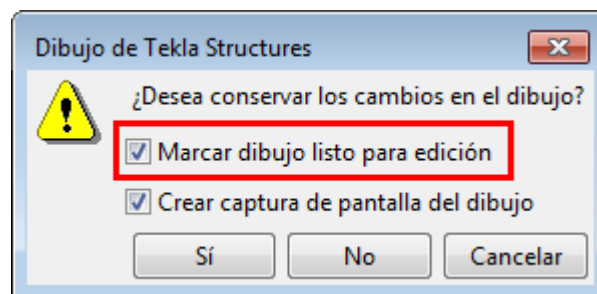 Dibujo de Tekla Structures
¿Desea conservar los cambios en el dibujo?
Marcar dibujo listo para edición
Crear captura de pantalla del dibujo
Sí No Cancelar